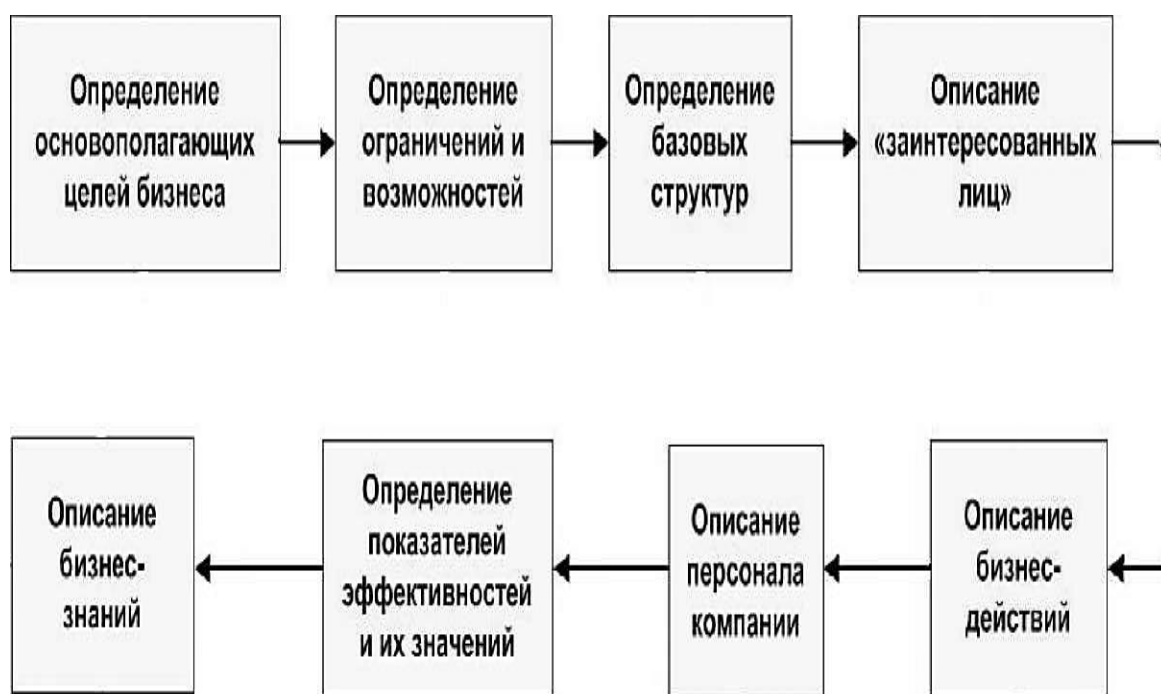 Определение
основополагающих
целей бизнеса
Определение
ограничений и
возможностей
Определение
базовых
структур
Описание
«заинтересованных
лиц»
Описание
бизнес-
действий
Описание
персонала
компании
Определение
показателей
эффективностей
и их значений
Описание
бизнес-
знаний